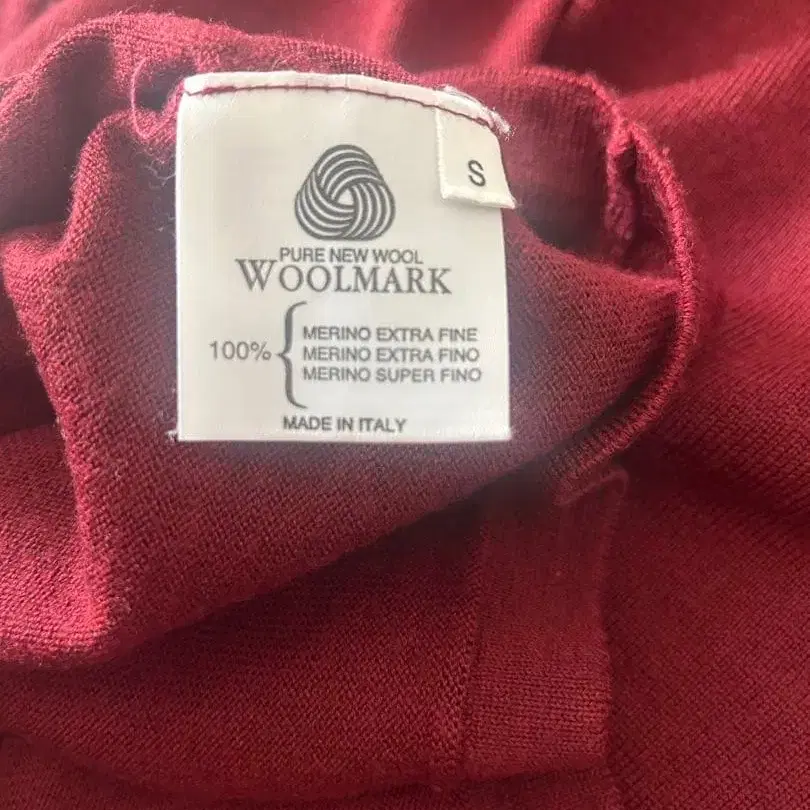 S
PURE NEW WOOL
WOOLMARK
100%
MERINO EXTRA FINE
MERINO EXTRA FINO
MERINO SUPER FINO
MADE IN ITALY